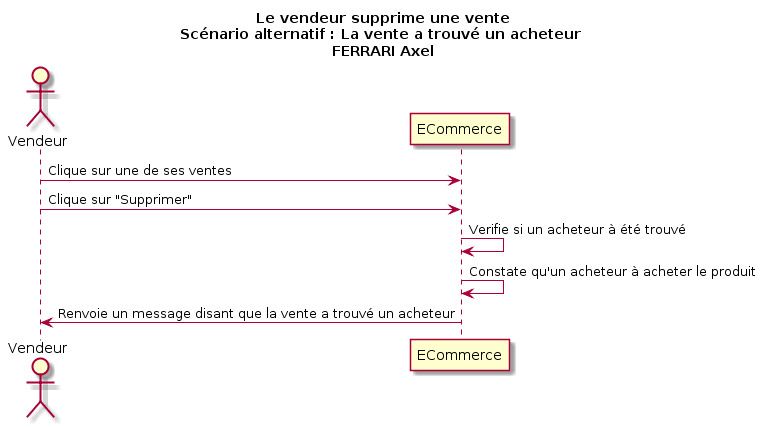 Le vendeur supprime une vente
Scénario alternatif : La vente a trouvé un acheteur
FERRARI Axel
Vendeur
ECommerce
Clique sur une de ses ventes
Clique sur "Supprimer"
Verifie si un acheteur à été trouvé
Constate qu'un acheteur à acheter le produit
Renvoie un message disant que la vente a trouvé un acheteur
Vendeur
ECommerce